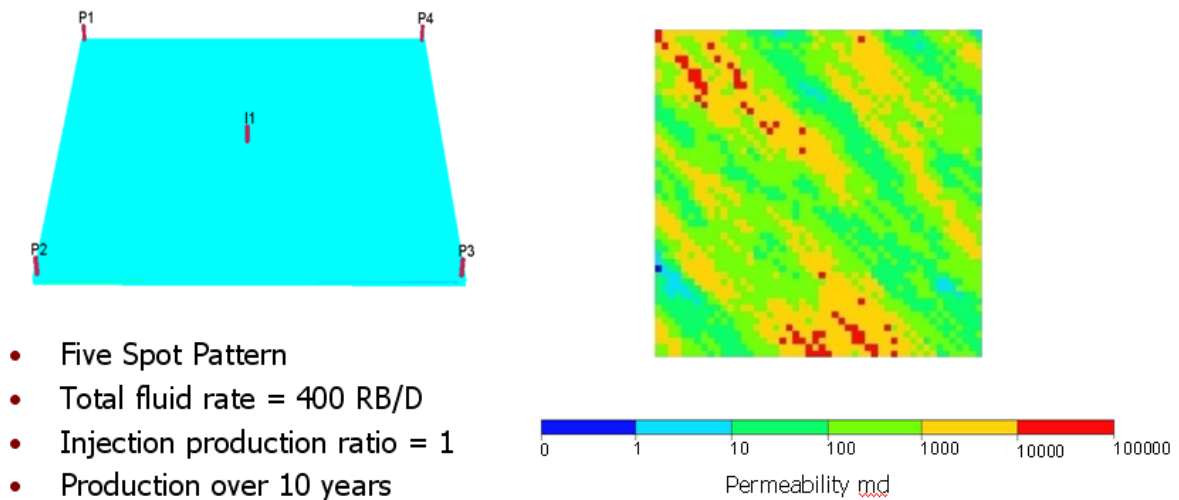 P1
P4
I1
P2
P3
• Five Spot Pattern
• Total fluid rate = 400 RB/D
• Injection production ratio = 1
• Production over 10 years
0 1 10 100 1000 10000 100000
Permeability md